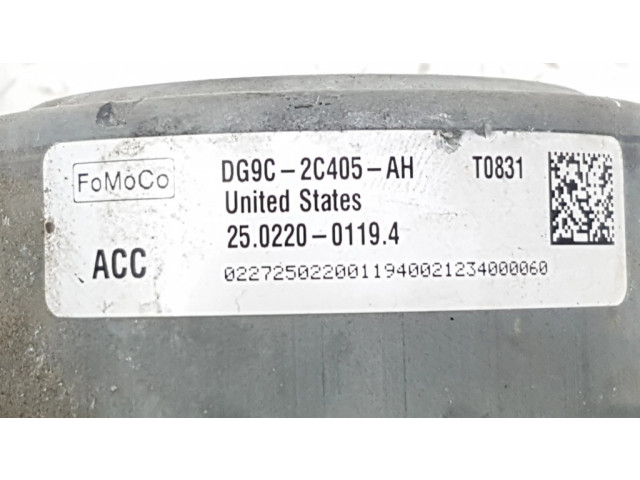 FoMoCo
DG9C-2C405-AH T0831
United States
25.0220-0119.4
ACC
0227250220011940021234000060